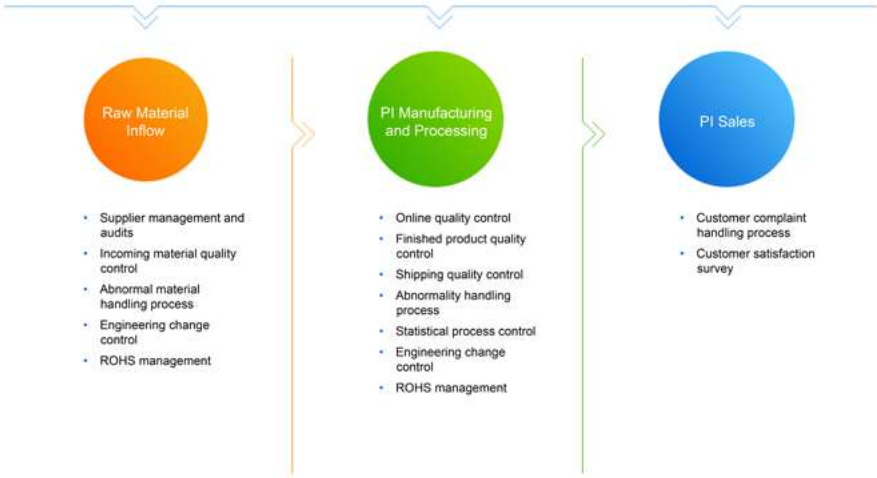 Raw Material
Inflow
Supplier management and
audits
Incoming material quality
control
Abnormal material
handling process
Engineering change
control
ROHS management
PI Manufacturing
and Processing
Online quality control
Finished product quality
control
Shipping quality control
Abnormality handling
process
Statistical process control
Engineering change
control
ROHS management
PI Sales
Customer complaint
handling process
Customer satisfaction
survey